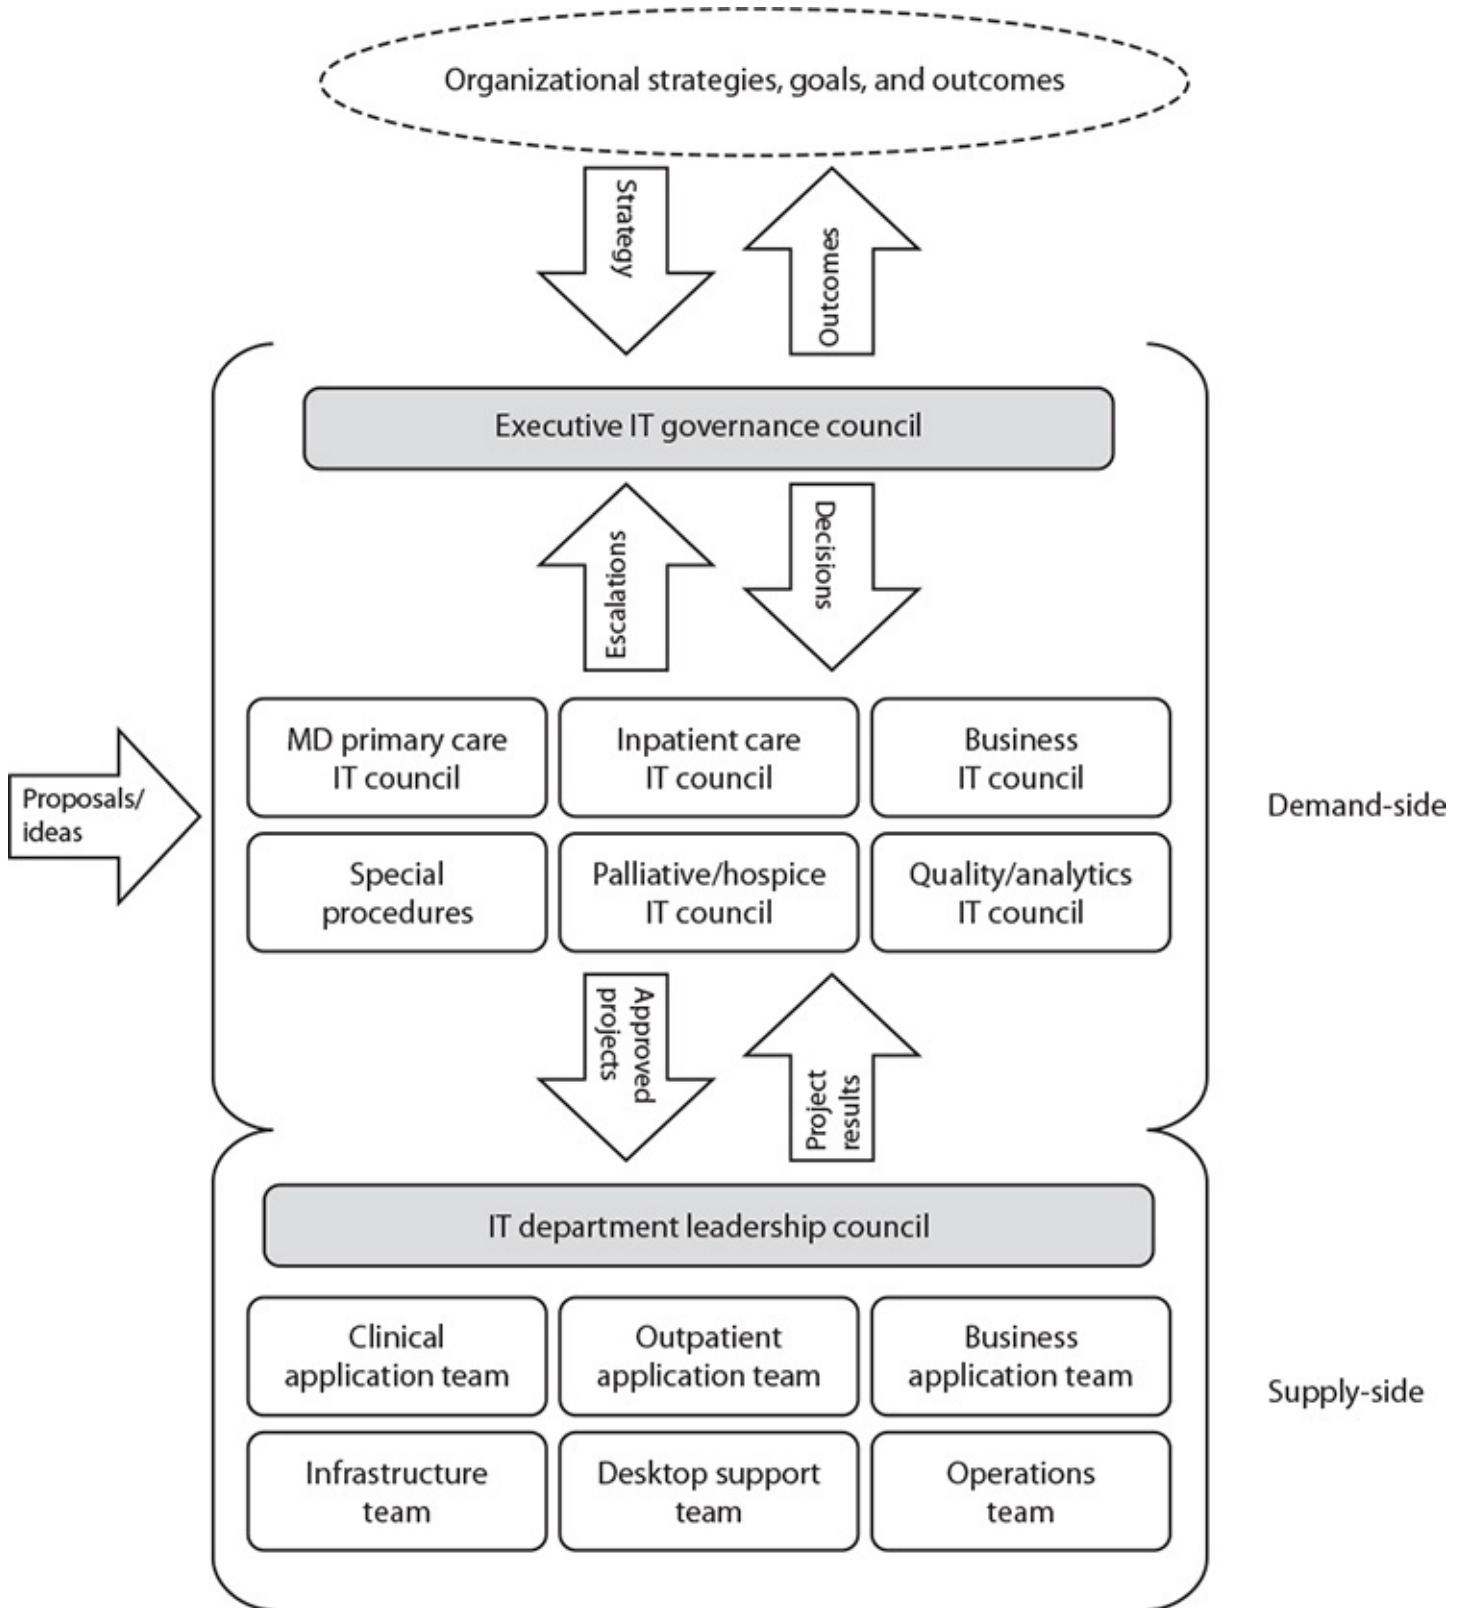 Organizational strategies, goals, and outcomes
Strategy
Outcomes
Executive IT governance council
Escalations
Decisions
MD primary care
IT council
Inpatient care
IT council
Business
IT council
Proposals/
ideas
Special
procedures
Palliative/hospice
IT council
Quality/analytics
IT council
Demand-side
Approved
projects
Project
results
IT department leadership council
Clinical
application team
Outpatient
application team
Business
application team
Supply-side
Infrastructure
team
Desktop support
team
Operations
team